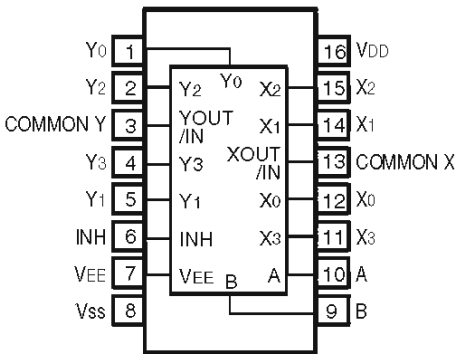 Y0 1 Y0 16 VDD
Y2 2 Y2 X2 15 X2
COMMON Y 3 YOUT /IN X1 14 X1
Y3 4 Y3 XOUT /IN 13 COMMON X
Y1 5 Y1 X0 12 X0
INH 6 INH X3 11 X3
VEE 7 VEE B A 10 A
Vss 8 9 B